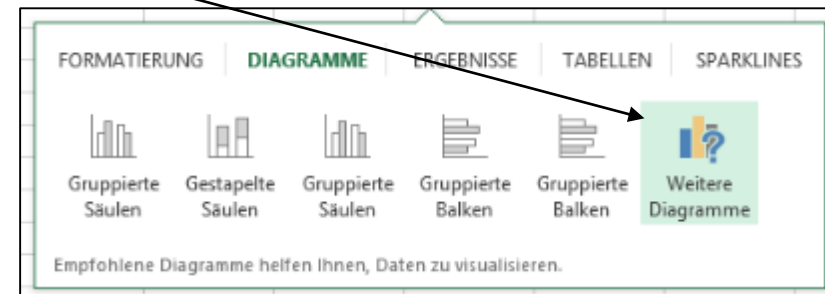 FORMATIERUNG DIAGRAMME ERGEBNISSE TABELLEN SPARKLINES
Gruppierte Gestapelte Gruppierte Gruppierte Gruppierte Weitere
Säulen Säulen Säulen Balken Balken Diagramme
Empfohlene Diagramme helfen Ihnen, Daten zu visualisieren.